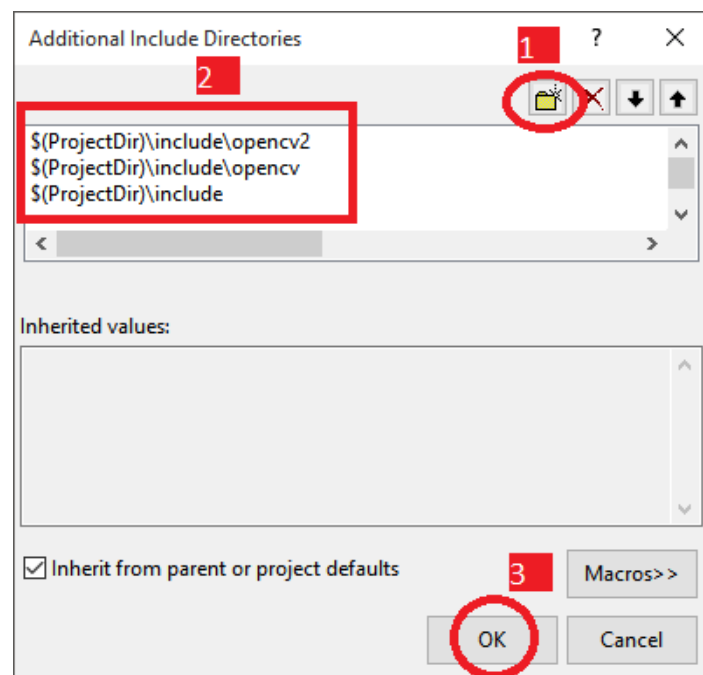 Additional Include Directories
1
?
2
$(ProjectDir)\include\opencv2
$(ProjectDir)\include\opencv
$(ProjectDir)\include
Inherited values:
Inherit from parent or project defaults
3
Macros>>
OK
Cancel